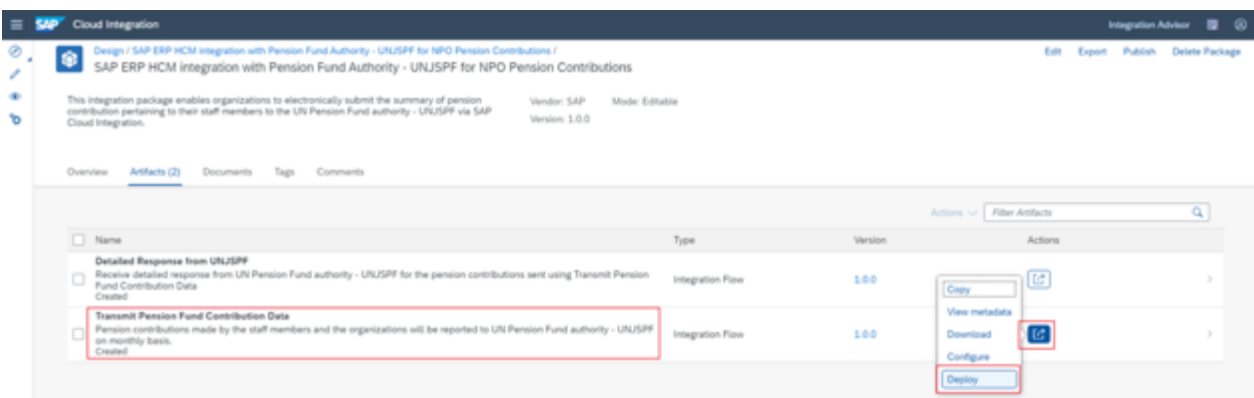 SAP Cloud Integration
Integration Advisor
Design / SAP ERP HCM integration with Pension Fund Authority - UNJSPF for NPO Pension Contributions /
SAP ERP HCM integration with Pension Fund Authority - UNJSPF for NPO Pension Contributions
Edit Export Publish Delete Package
This integration package enables organizations to electronically submit the summary of pension
contribution pertaining to their staff members to the UN Pension Fund authority - UNJSPF via SAP
Cloud Integration.
Vendor: SAP Mode: Editable
Version: 1.0.0
Overview Artifacts (2) Documents Tags Comments
Actions Filter Artifacts
Name Type Version Actions
Detailed Response from UNJSPF
Receive detailed response from UN Pension Fund authority - UNJSPF for the pension contributions sent using Transmit Pension
Fund Contribution Data
Created
Integration Flow 1.0.0
Transmit Pension Fund Contribution Data
Pension contributions made by the staff members and the organizations will be reported to UN Pension Fund authority - UNJSPF
on monthly basis.
Created
Integration Flow 1.0.0
Copy
View metadata
Download
Configure
Deploy